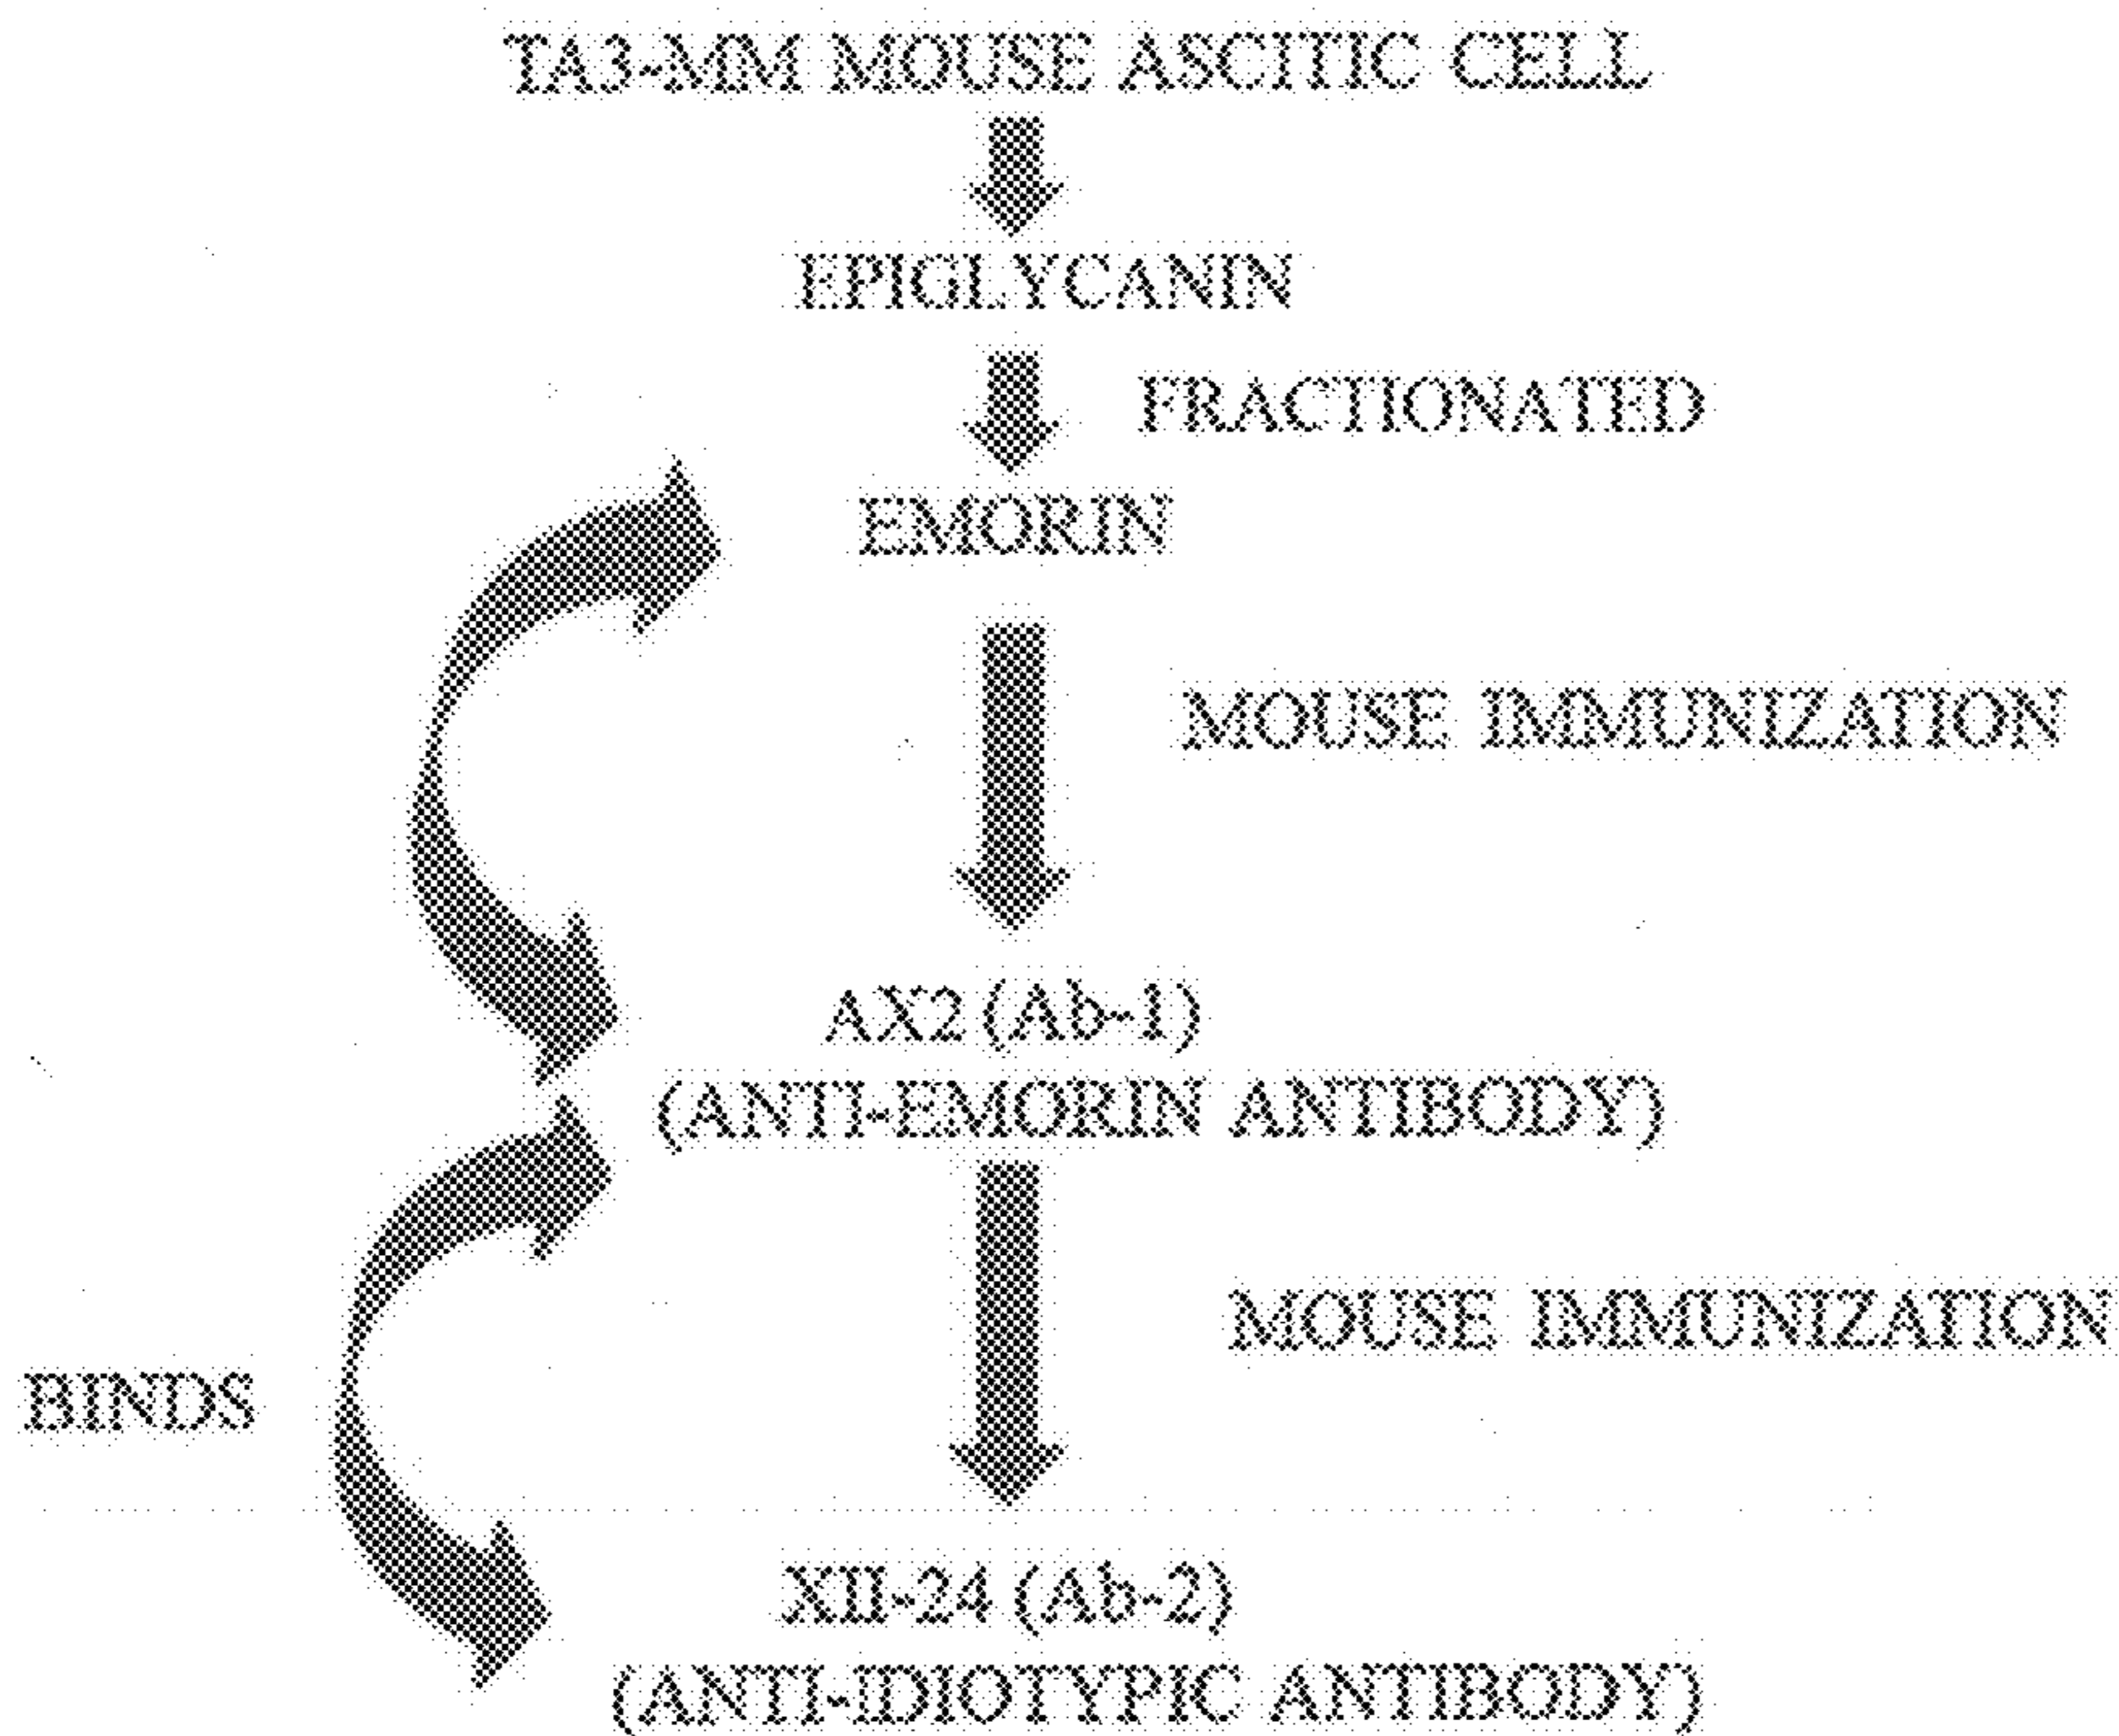 TA3-MM MOUSE ASCITIC CELL
EPIGLYCANIN
FRACTIONATED
EMORIN
MOUSE IMMUNIZATION
AX2 (Ab-1)
(ANTI-EMORIN ANTIBODY)
MOUSE IMMUNIZATION
BINDS
XII-24 (Ab-2)
(ANTI-IDIOTYPIC ANTIBODY)